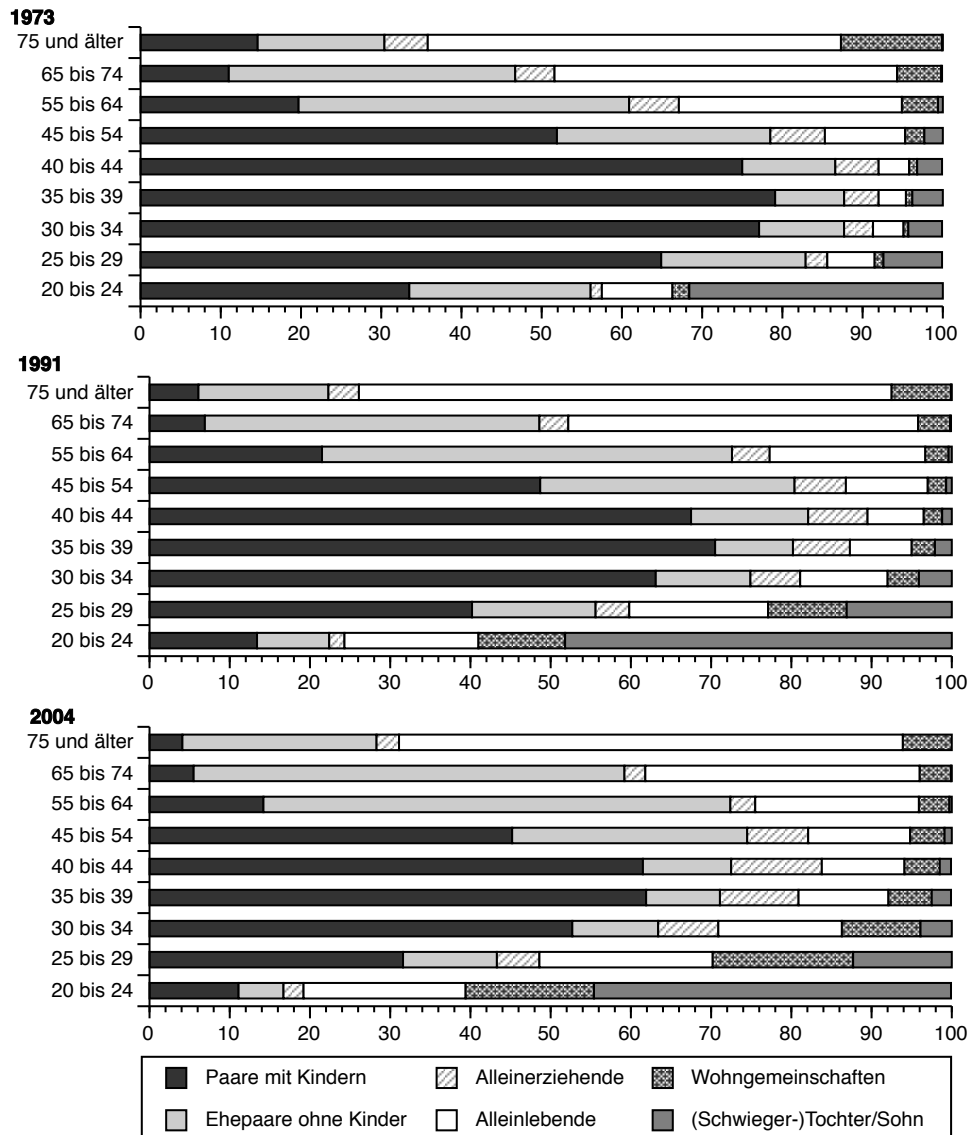 1973
75 und älter
65 bis 74
55 bis 64
45 bis 54
40 bis 44
35 bis 39
30 bis 34
25 bis 29
20 bis 24
0 10 20 30 40 50 60 70 80 90 100
1991
75 und älter
65 bis 74
55 bis 64
45 bis 54
40 bis 44
35 bis 39
30 bis 34
25 bis 29
20 bis 24
0 10 20 30 40 50 60 70 80 90 100
2004
75 und älter
65 bis 74
55 bis 64
45 bis 54
40 bis 44
35 bis 39
30 bis 34
25 bis 29
20 bis 24
0 10 20 30 40 50 60 70 80 90 100
Paare mit Kindern Alleinerziehende Wohngemeinschaften
Ehepaare ohne Kinder Alleinlebende (Schwieger-)Tochter/Sohn